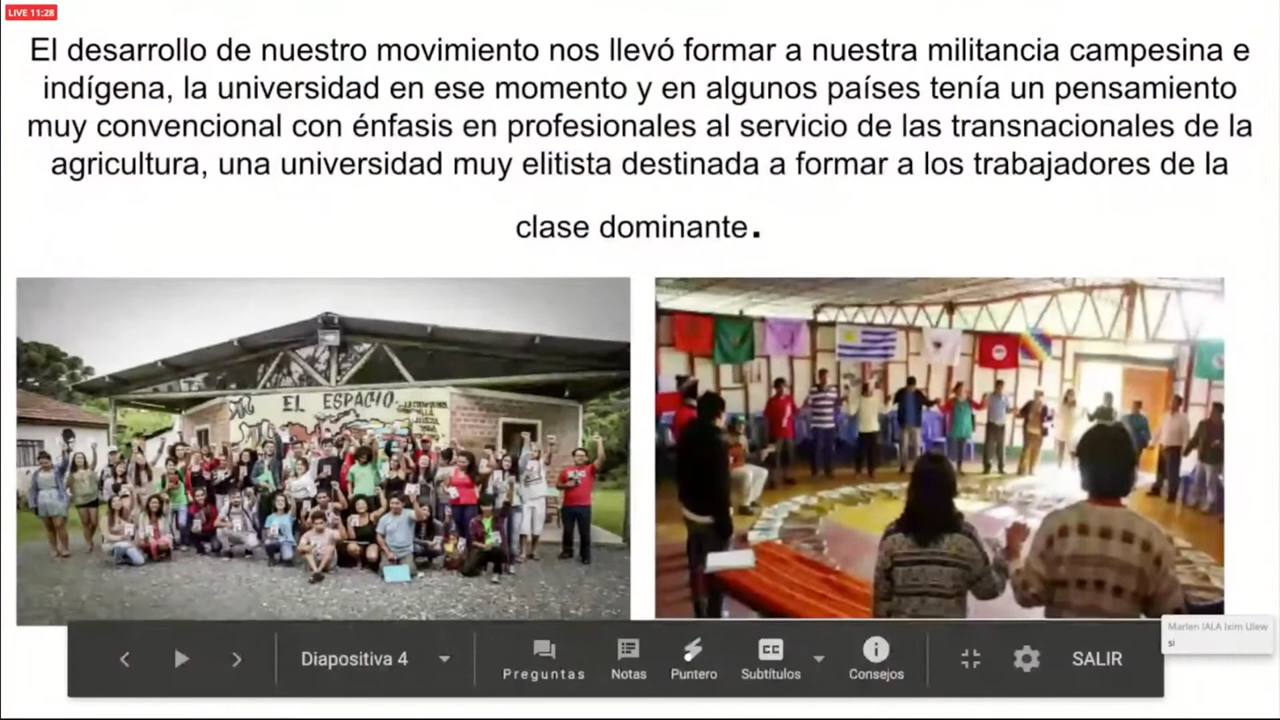 LIVE 11:28
El desarrollo de nuestro movimiento nos llevó formar a nuestra militancia campesina e
indígena, la universidad en ese momento y en algunos países tenía un pensamiento
muy convencional con énfasis en profesionales al servicio de las transnacionales de la
agricultura, una universidad muy elitista destinada a formar a los trabajadores de la
clase dominante.
EL ESPACIO
Marlen IALA Ixim Ulew
si
Diapositiva 4
Preguntas
Notas
Puntero
CC
Subtítulos
Consejos
SALIR